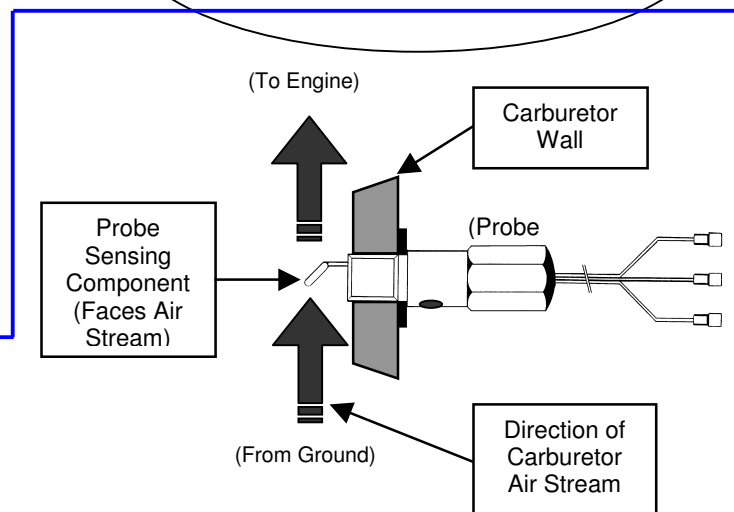 (To Engine)
Carburetor
Wall
Probe
Sensing
Component
(Faces Air
Stream)
(Probe
(From Ground)
Direction of
Carburetor
Air Stream